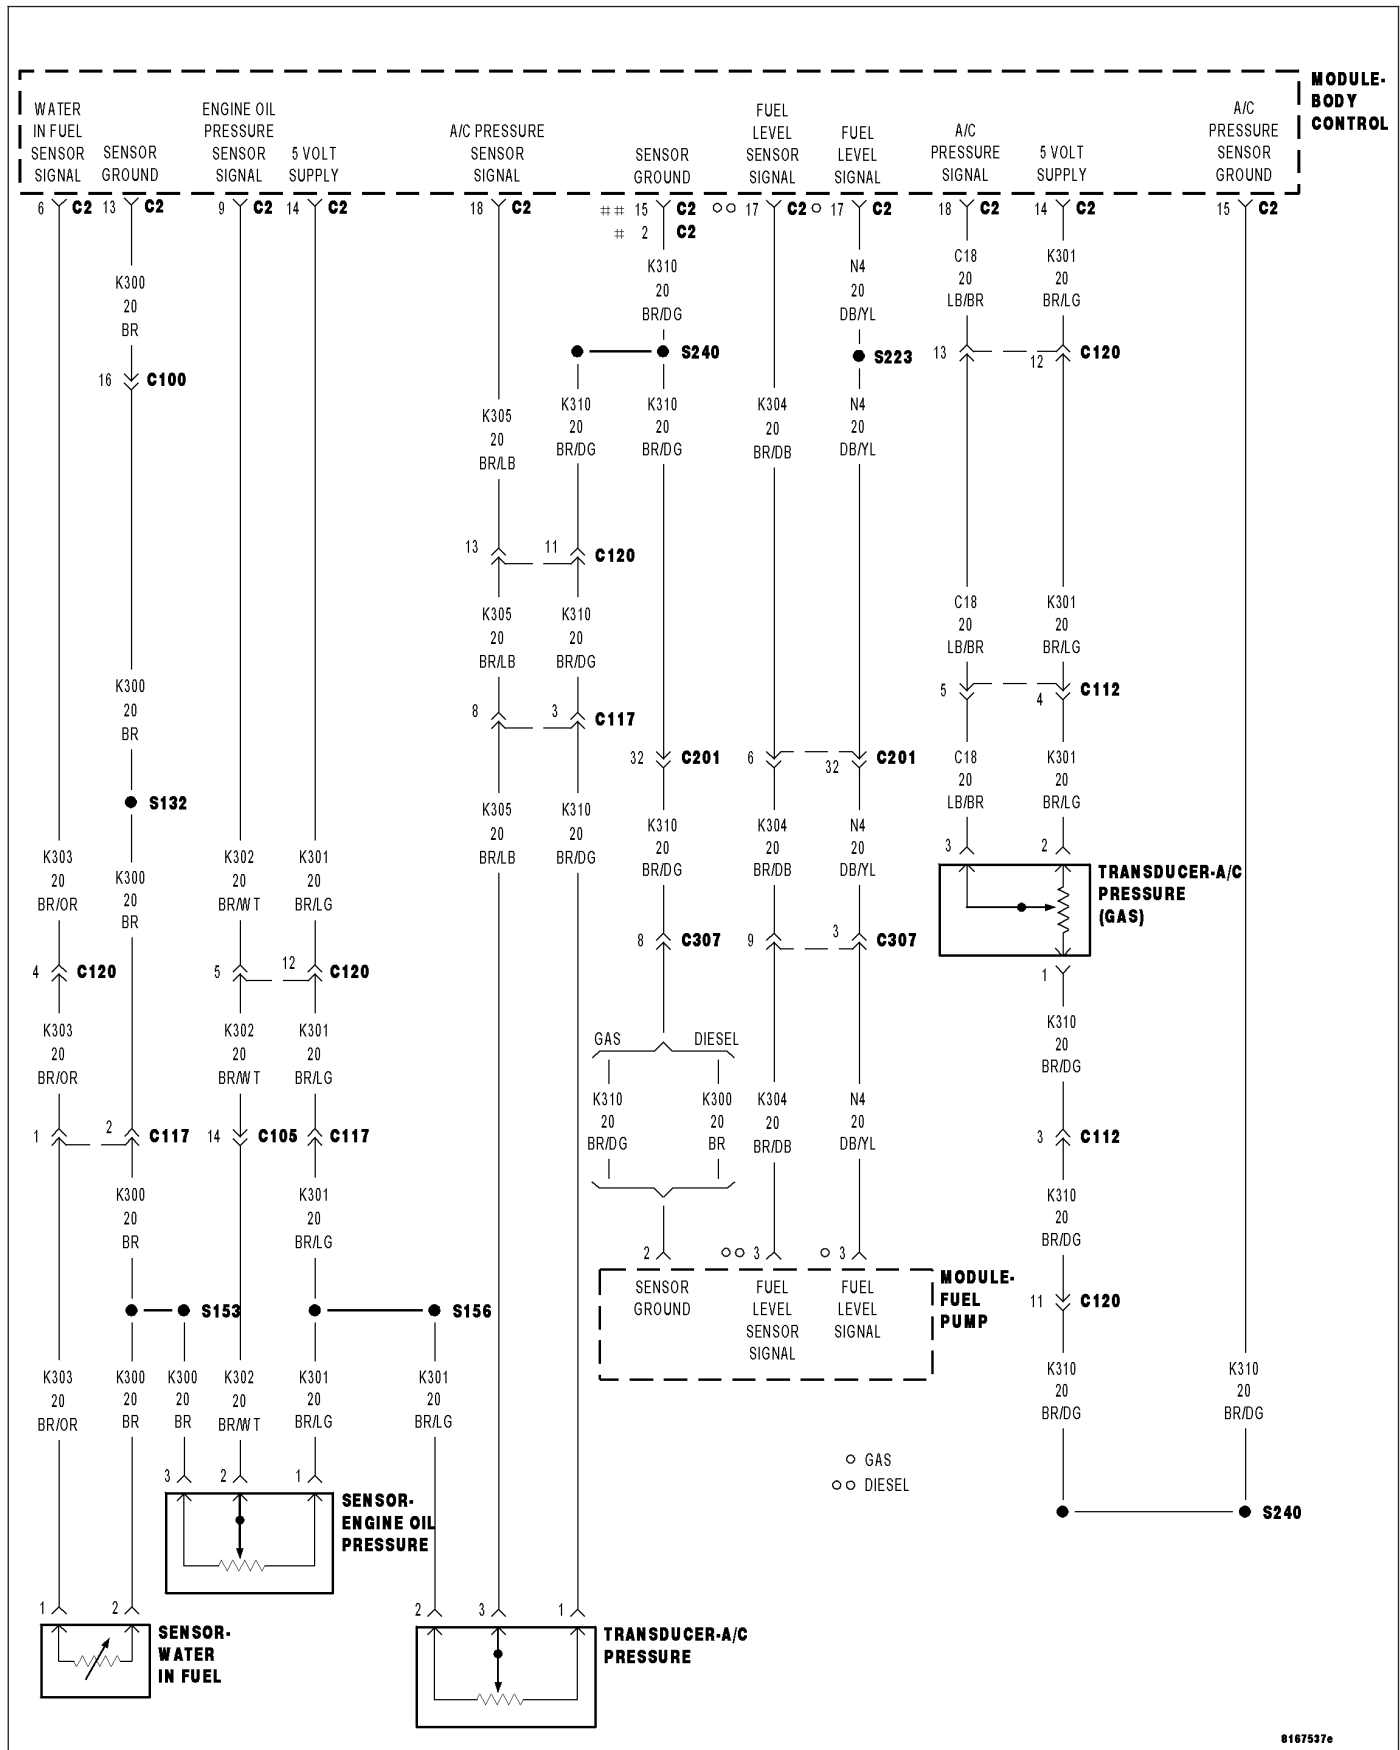 MODULE-
BODY
CONTROL
WATER
IN FUEL
SENSOR
SIGNAL
SENSOR
GROUND
ENGINE OIL
PRESSURE
SENSOR
SIGNAL
5 VOLT
SUPPLY
A/C PRESSURE
SENSOR
SIGNAL
SENSOR
GROUND
FUEL
LEVEL
SENSOR
SIGNAL
FUEL
LEVEL
SIGNAL
A/C
PRESSURE
SIGNAL
5 VOLT
SUPPLY
A/C
PRESSURE
SENSOR
GROUND
6 C2 13 C2 9 C2 14 C2 18 C2 ## 15 C2 17 C2 17 C2 18 C2 14 C2 15 C2
# 2 C2
K300
20
BR
K310
20
BR/DG
N4
20
DB/YL
C18
20
LB/BR
K301
20
BR/LG
16 C100
S240
S223
13 12 C120
K305
20
BR/LB
K310
20
BR/DG
K310
20
BR/DG
K304
20
BR/DB
N4
20
DB/YL
13 11 C120
K305
20
BR/LB
K310
20
BR/DG
C18
20
LB/BR
K301
20
BR/LG
K300
20
BR
8 3 C117
5 4 C112
32 C201
6 32 C201
S132
K305
20
BR/LB
K310
20
BR/DG
K310
20
BR/DG
K304
20
BR/DB
N4
20
DB/YL
C18
20
LB/BR
K301
20
BR/LG
3 2
TRANSDUCER-A/C
PRESSURE
(GAS)
1
K303
20
BR/OR
K300
20
BR
K302
20
BR/WT
K301
20
BR/LG
8 C307
9 3 C307
4 C120
5 12 C120
K303
20
BR/OR
K302
20
BR/WT
K301
20
BR/LG
GAS DIESEL
K310
20
BR/DG
K310
20
BR/DG
K300
20
BR
K304
20
BR/DB
N4
20
DB/YL
1 2 C117
14 C105
C117
3 C112
K300
20
BR
K301
20
BR/LG
K310
20
BR/DG
2 3 3
SENSOR
GROUND
FUEL
LEVEL
SENSOR
SIGNAL
FUEL
LEVEL
SIGNAL
MODULE-
FUEL
PUMP
S153
S156
11 C120
K303
20
BR/OR
K300
20
BR
K300
20
BR
K302
20
BR/WT
K301
20
BR/LG
K301
20
BR/LG
K310
20
BR/DG
K310
20
BR/DG
GAS
DIESEL
3 2 1
SENSOR-
ENGINE OIL
PRESSURE
S240
1 2
SENSOR-
WATER
IN FUEL
2 3 1
TRANSDUCER-A/C
PRESSURE
8167537e